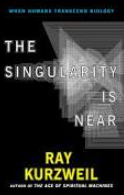 WHEN HUMANS TRANSCEND BIOLOGY
THE
SINGULARITY
IS
NEAR
RAY
KURZWEIL
AUTHOR OF THE AGE OF SPIRITUAL MACHINES